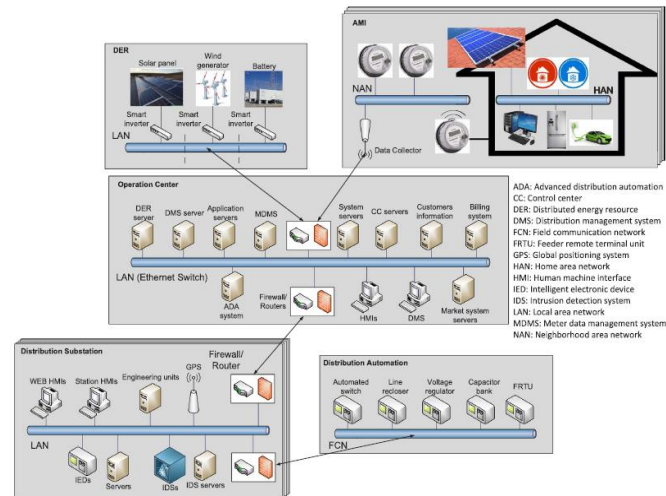 DER
Solar panel
Wind
generator
Battery
Smart
inverter
Smart
inverter
Smart
inverter
LAN
AMI
NAN
HAN
Data Collector
Operation Center
DER
server
DMS server
Application
servers
MDMS
System
servers
CC servers
Customers
information
Billing
system
LAN (Ethernet Switch)
ADA
system
Firewall/
Routers
HMIs
DMS
Market system
servers
ADA: Advanced distribution automation
CC: Control center
DER: Distributed energy resource
DMS: Distribution management system
FCN: Field communication network
FRTU: Feeder remote terminal unit
GPS: Global positioning system
HAN: Home area network
HMI: Human machine interface
IED: Intelligent electronic device
IDS: Intrusion detection system
LAN: Local area network
MDMS: Meter data management system
NAN: Neighborhood area network
Distribution Substation
Firewall/
Router
WEB HMIs
Station HMIs
Engineering units
GPS
LAN
IEDs
Servers
IDSs
IDS servers
Distribution Automation
Automated
switch
Line
recloser
Voltage
regulator
Capacitor
bank
FRTU
FCN